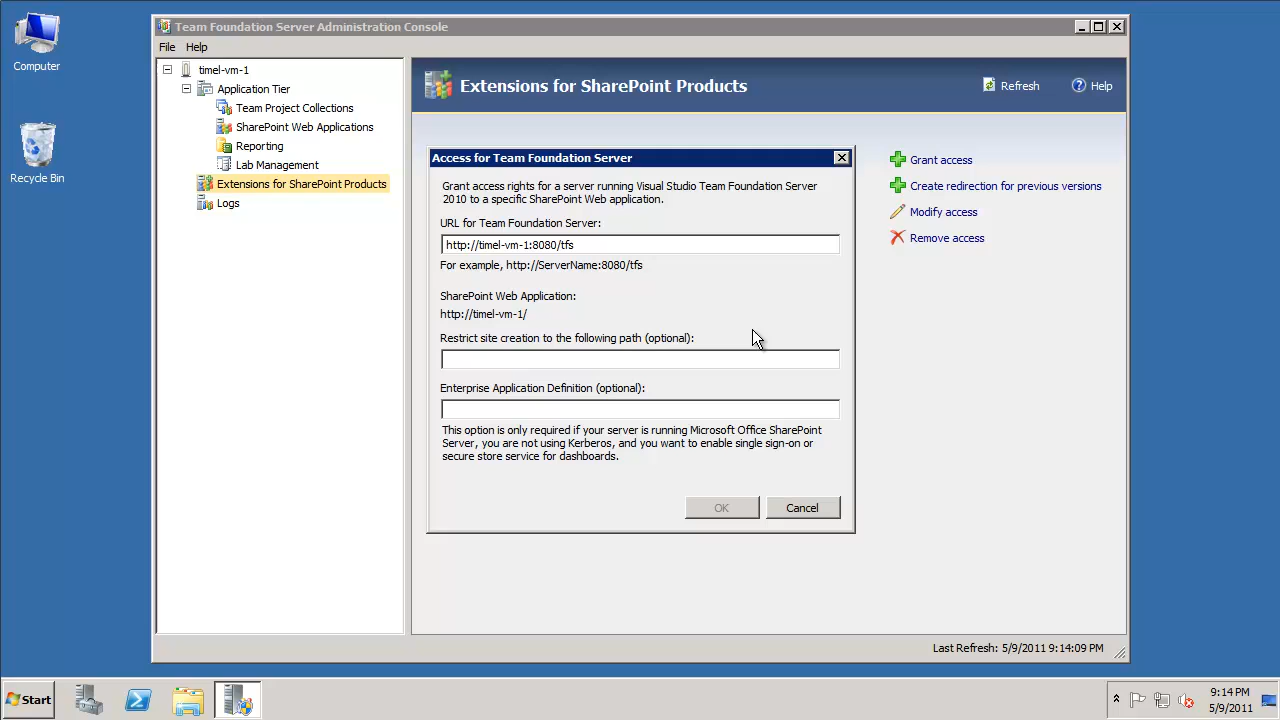 Computer
Recycle Bin
Team Foundation Server Administration Console
File Help
timel-vm-1
Application Tier
Team Project Collections
SharePoint Web Applications
Reporting
Lab Management
Extensions for SharePoint Products
Logs
Extensions for SharePoint Products
Refresh
Help
Access for Team Foundation Server
Grant access rights for a server running Visual Studio Team Foundation Server
2010 to a specific SharePoint Web application.
URL for Team Foundation Server:
http://timel-vm-1:8080/tfs
For example, http://ServerName:8080/tfs
SharePoint Web Application:
http://timel-vm-1/
Restrict site creation to the following path (optional):
Enterprise Application Definition (optional):
This option is only required if your server is running Microsoft Office SharePoint
Server, you are not using Kerberos, and you want to enable single sign-on or
secure store service for dashboards.
OK
Cancel
Grant access
Create redirection for previous versions
Modify access
Remove access
Last Refresh: 5/9/2011 9:14:09 PM
Start
9:14 PM
5/9/2011